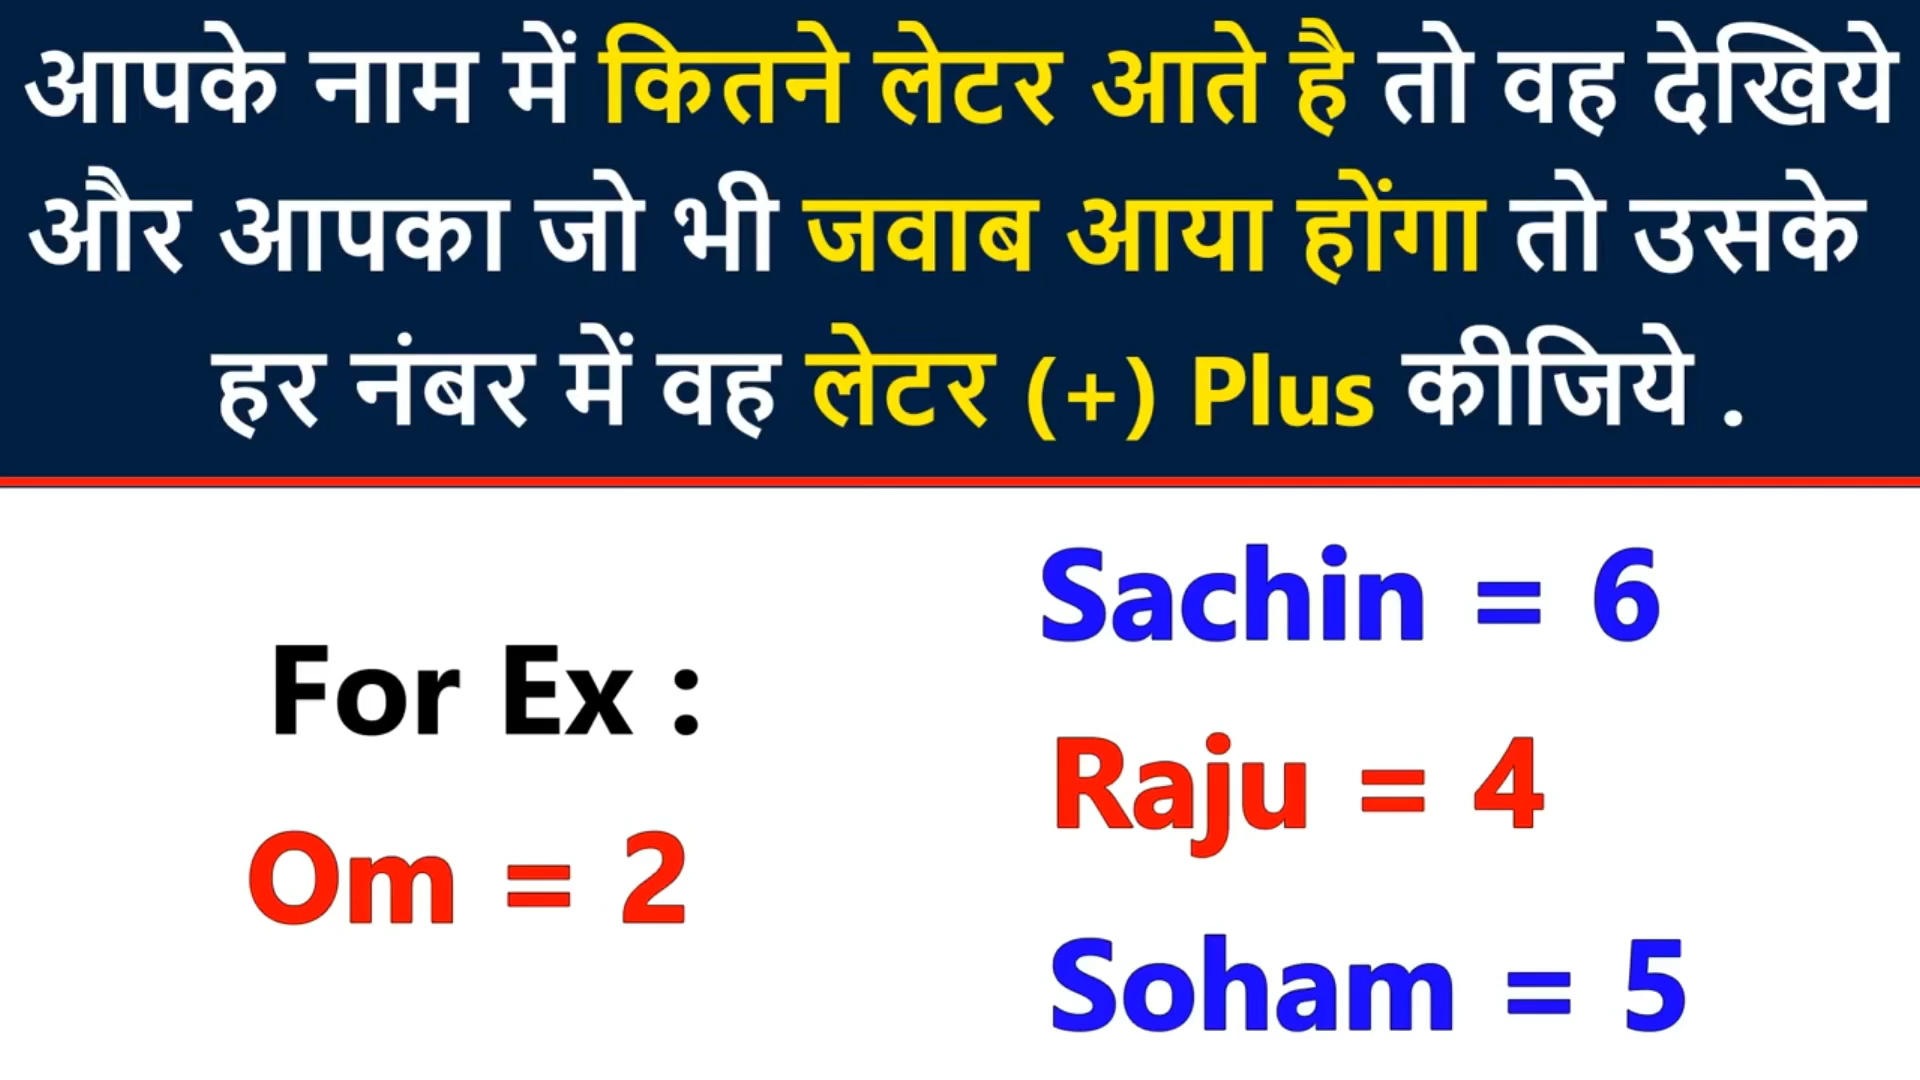 आपके नाम में कितने लेटर आते है तो वह देखिये
और आपका जो भी जवाब आया होंगा तो उसके
हर नंबर में वह लेटर (+) Plus कीजिये .
For Ex :
Om = 2
Sachin = 6
Raju = 4
Soham = 5